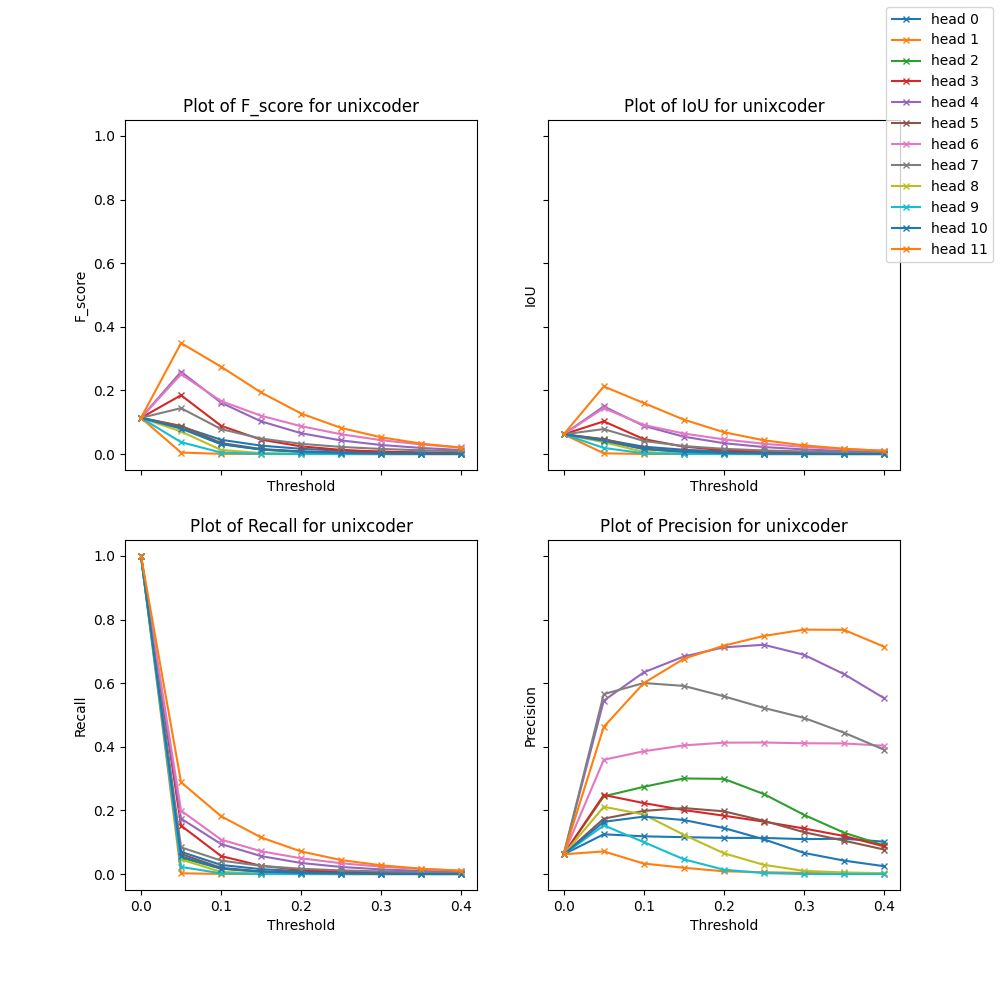 head 0
head 1
head 2
head 3
head 4
head 5
head 6
head 7
head 8
head 9
head 10
head 11
Plot of F_score for unixcoder
1.0
0.8
0.6
0.4
0.2
0.0
F_score
Threshold
Plot of IoU for unixcoder
IoU
Threshold
Plot of Recall for unixcoder
1.0
0.8
0.6
0.4
0.2
0.0
Recall
0.0 0.1 0.2 0.3 0.4
Threshold
Plot of Precision for unixcoder
Precision
0.0 0.1 0.2 0.3 0.4
Threshold